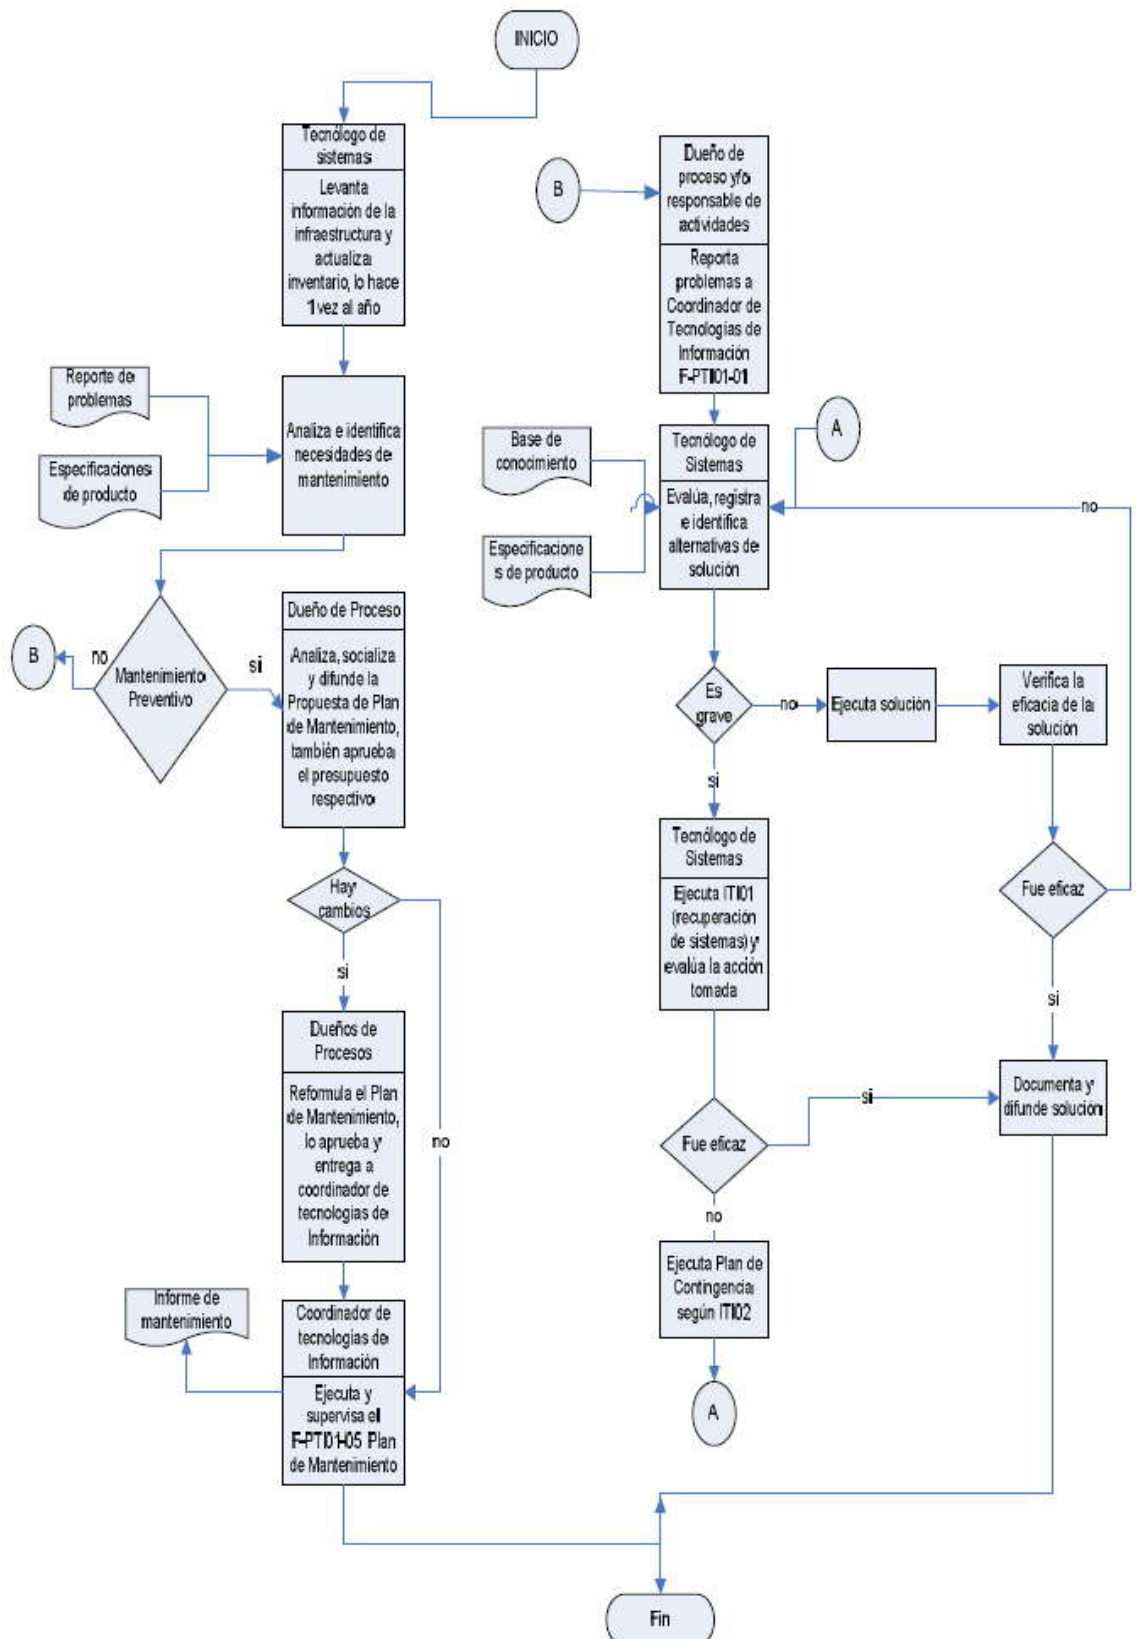 INICIO
Tecnólogo de
sistemas
Levanta
información de la
infraestructura y
actualiza
inventario, lo hace
1 vez al año
Reporte de
problemas
Especificaciones
de producto
Analiza e identifica
necesidades de
mantenimiento
Mantenimiento
Preventivo
no
B
si
Dueño de Proceso
Analiza, socializa
y difunde la
Propuesta de Plan
de Mantenimiento,
también aprueba
el presupuesto
respectivo
Hay
cambios
si
no
Dueños de
Procesos
Reformula el Plan
de Mantenimiento,
lo aprueba y
entrega a
coordinador de
tecnologías de
Información
Informe de
mantenimiento
Coordinador de
tecnologías de
Información
Ejecuta y
supervisa el
F-PTI01-05 Plan
de Mantenimiento
B
Dueño de
proceso y/o
responsable de
actividades
Reporta
problemas a
Coordinador de
Tecnologías de
Información
F-PTI01-01
A
Base de
conocimiento
Especificacione
s de producto
Tecnólogo de
Sistemas
Evalúa, registra
e identifica
alternativas de
solución
no
Es
grave
no
Ejecuta solución
Verifica la
eficacia de la
solución
Fue eficaz
si
Documenta y
difunde solución
si
Tecnólogo de
Sistemas
Ejecuta ITI01
(recuperación
de sistemas) y
evalúa la acción
tomada
Fue eficaz
si
no
Ejecuta Plan de
Contingencia
según ITI02
A
Fin